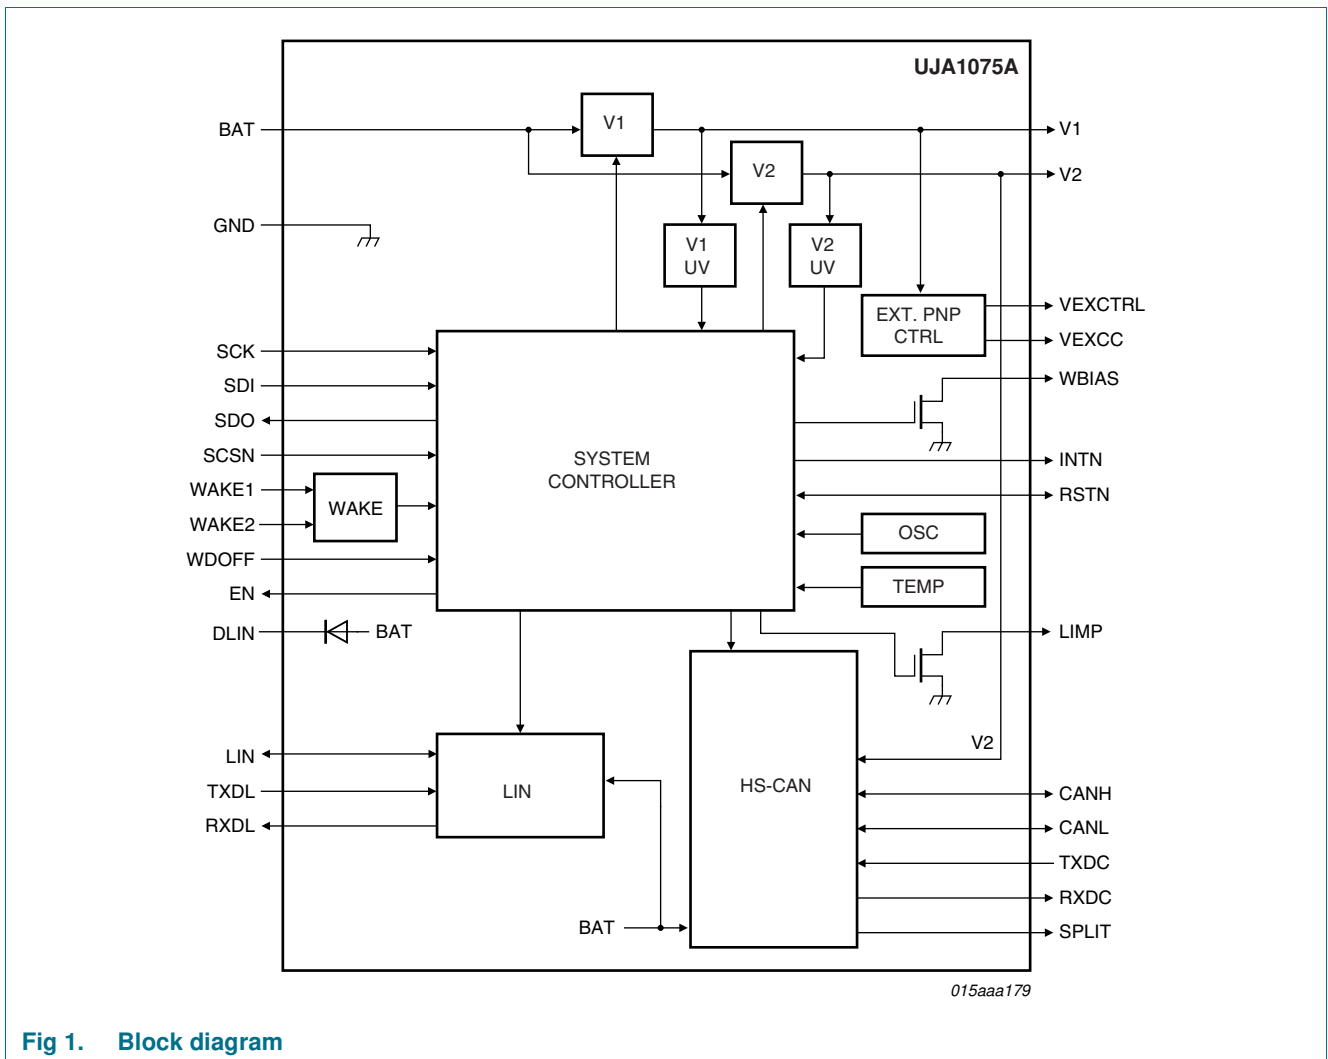 UJA1075A
BAT
V1
V1
V2
V2
GND
V1
UV
V2
UV
EXT. PNP
CTRL
VEXCTRL
VEXCC
SCK
WBIAS
SDI
SDO
SCSN
SYSTEM
CONTROLLER
INTN
WAKE1
WAKE
RSTN
WAKE2
OSC
WDOFF
TEMP
EN
DLIN
BAT
LIMP
LIN
V2
TXDL
LIN
HS-CAN
CANH
RXDL
CANL
TXDC
RXDC
BAT
SPLIT
015aaa179
Fig 1. Block diagram